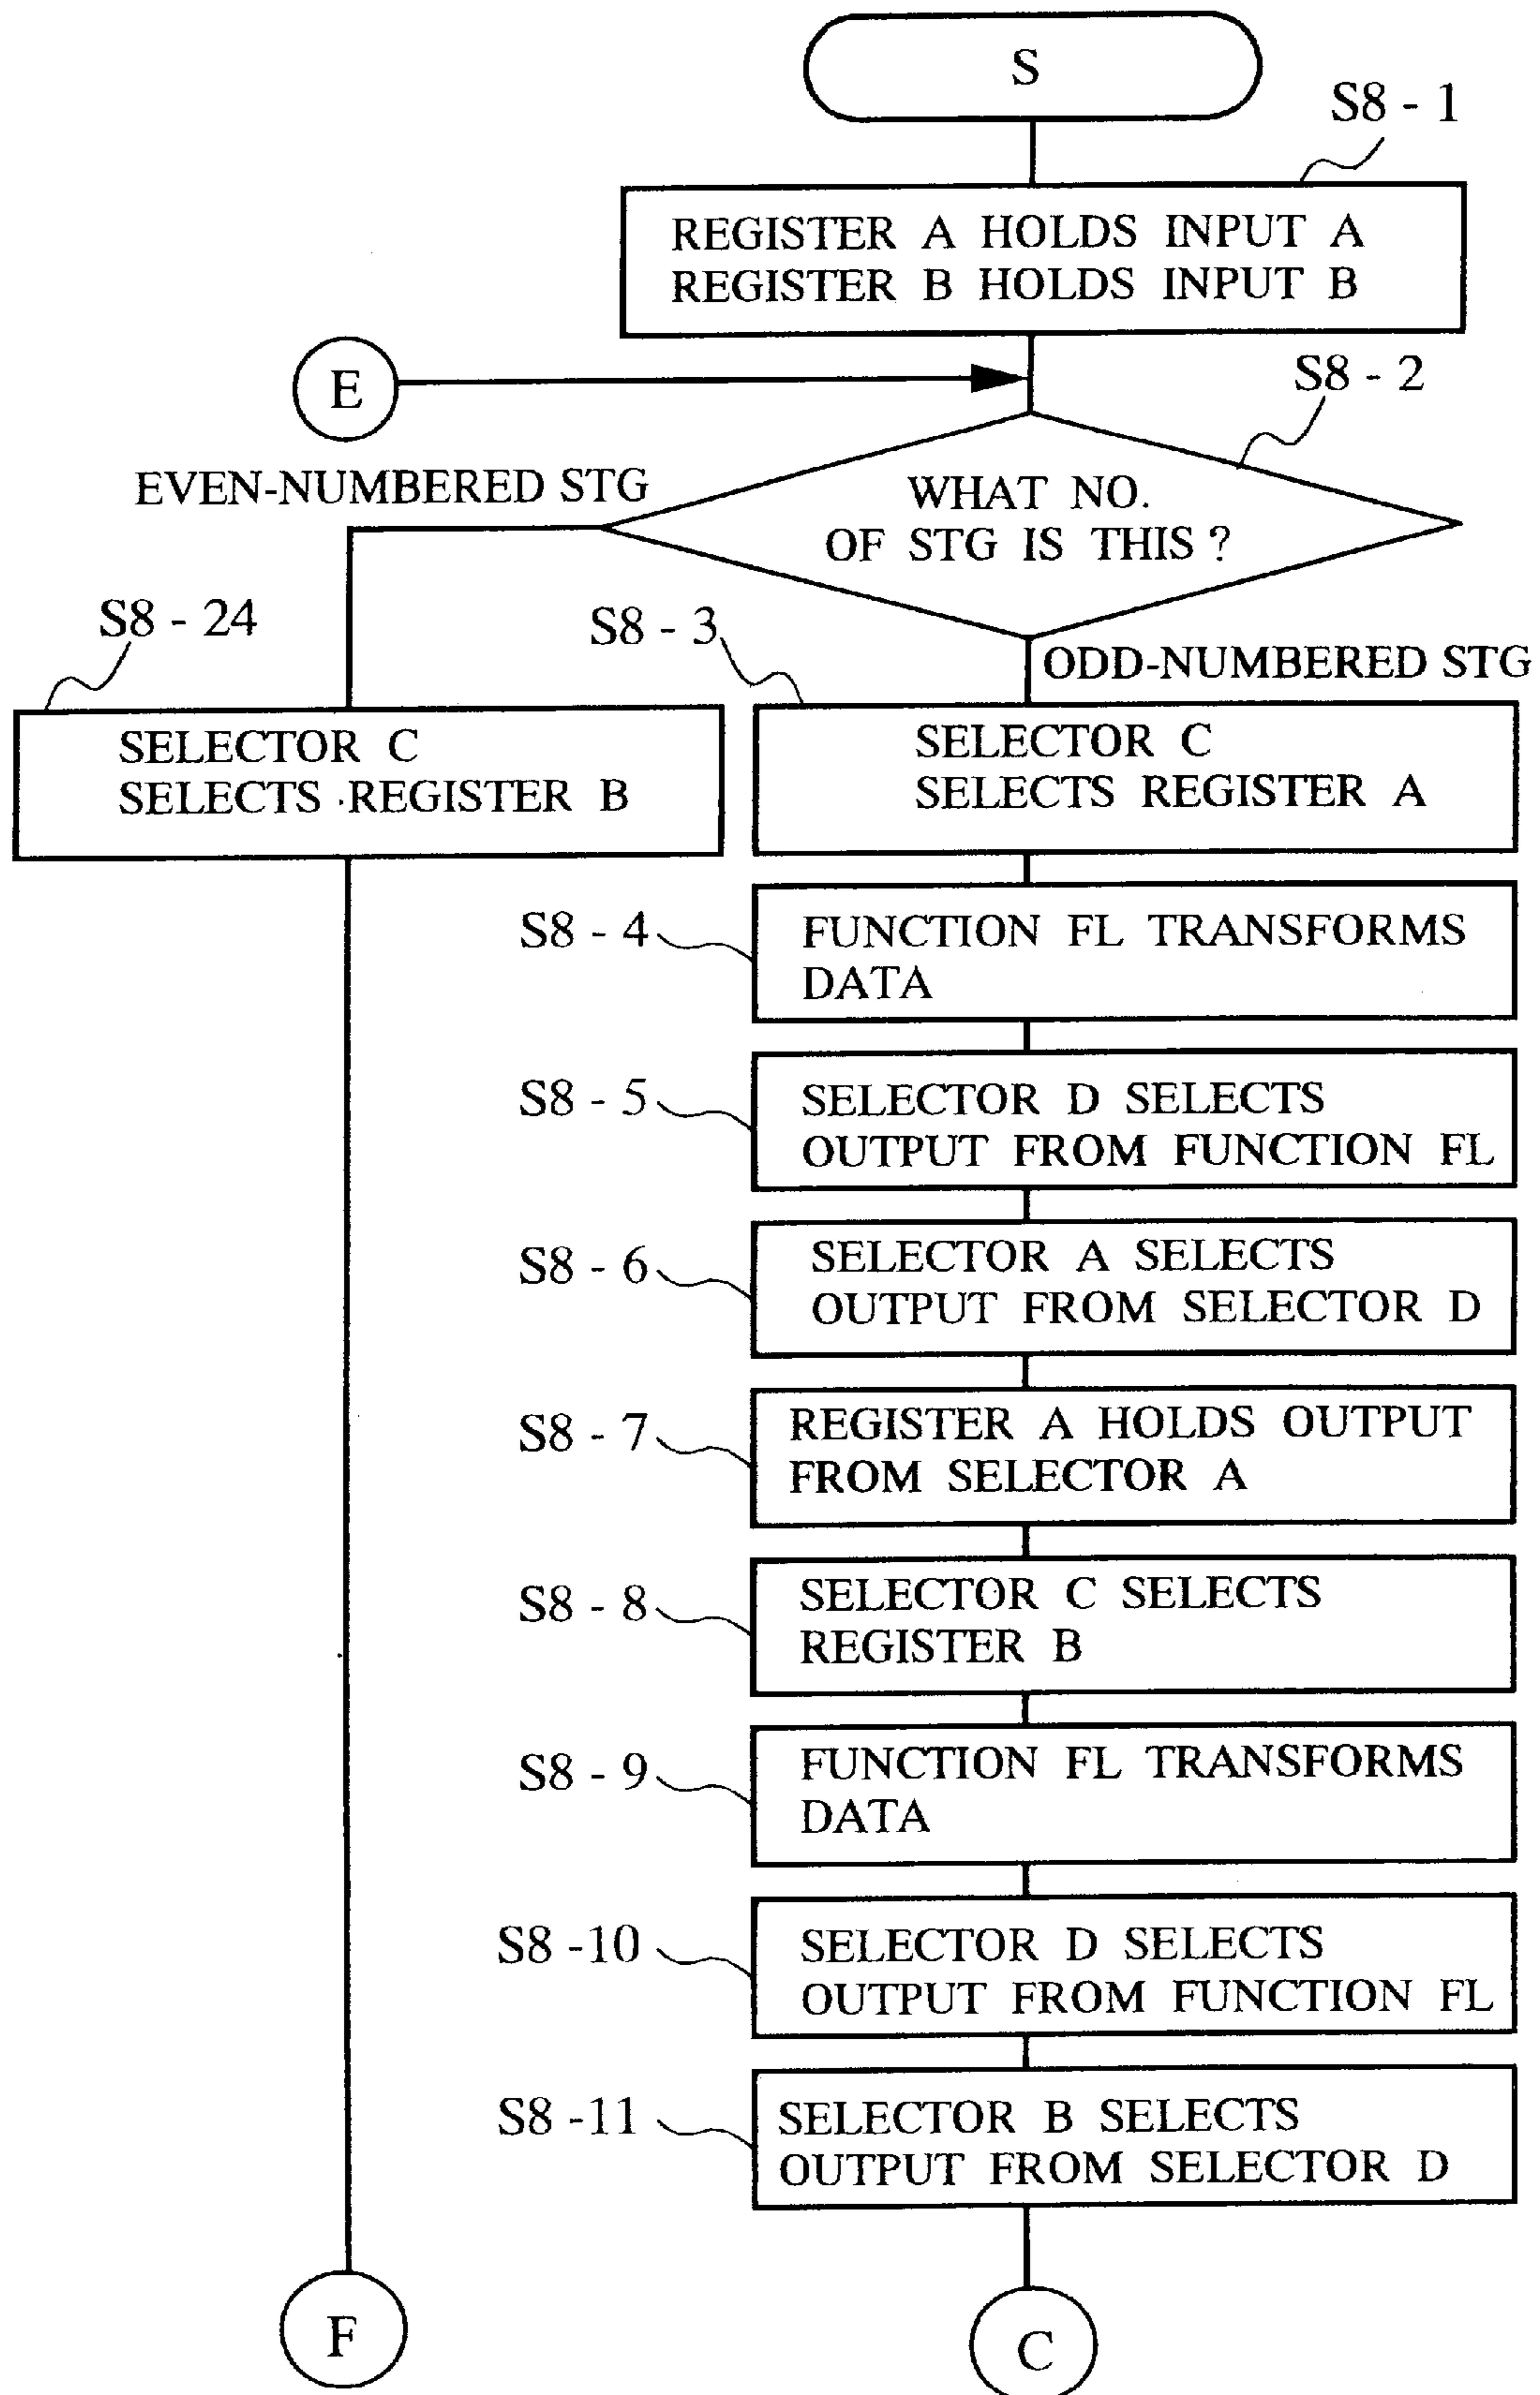 S
S8 - 1
REGISTER A HOLDS INPUT A
REGISTER B HOLDS INPUT B
E
S8 - 2
EVEN-NUMBERED STG
WHAT NO.
OF STG IS THIS ?
S8 - 24
S8 - 3
ODD-NUMBERED STG
SELECTOR C
SELECTS REGISTER B
SELECTOR C
SELECTS REGISTER A
S8 - 4
FUNCTION FL TRANSFORMS
DATA
S8 - 5
SELECTOR D SELECTS
OUTPUT FROM FUNCTION FL
S8 - 6
SELECTOR A SELECTS
OUTPUT FROM SELECTOR D
S8 - 7
REGISTER A HOLDS OUTPUT
FROM SELECTOR A
S8 - 8
SELECTOR C SELECTS
REGISTER B
S8 - 9
FUNCTION FL TRANSFORMS
DATA
S8 -10
SELECTOR D SELECTS
OUTPUT FROM FUNCTION FL
S8 -11
SELECTOR B SELECTS
OUTPUT FROM SELECTOR D
F
C